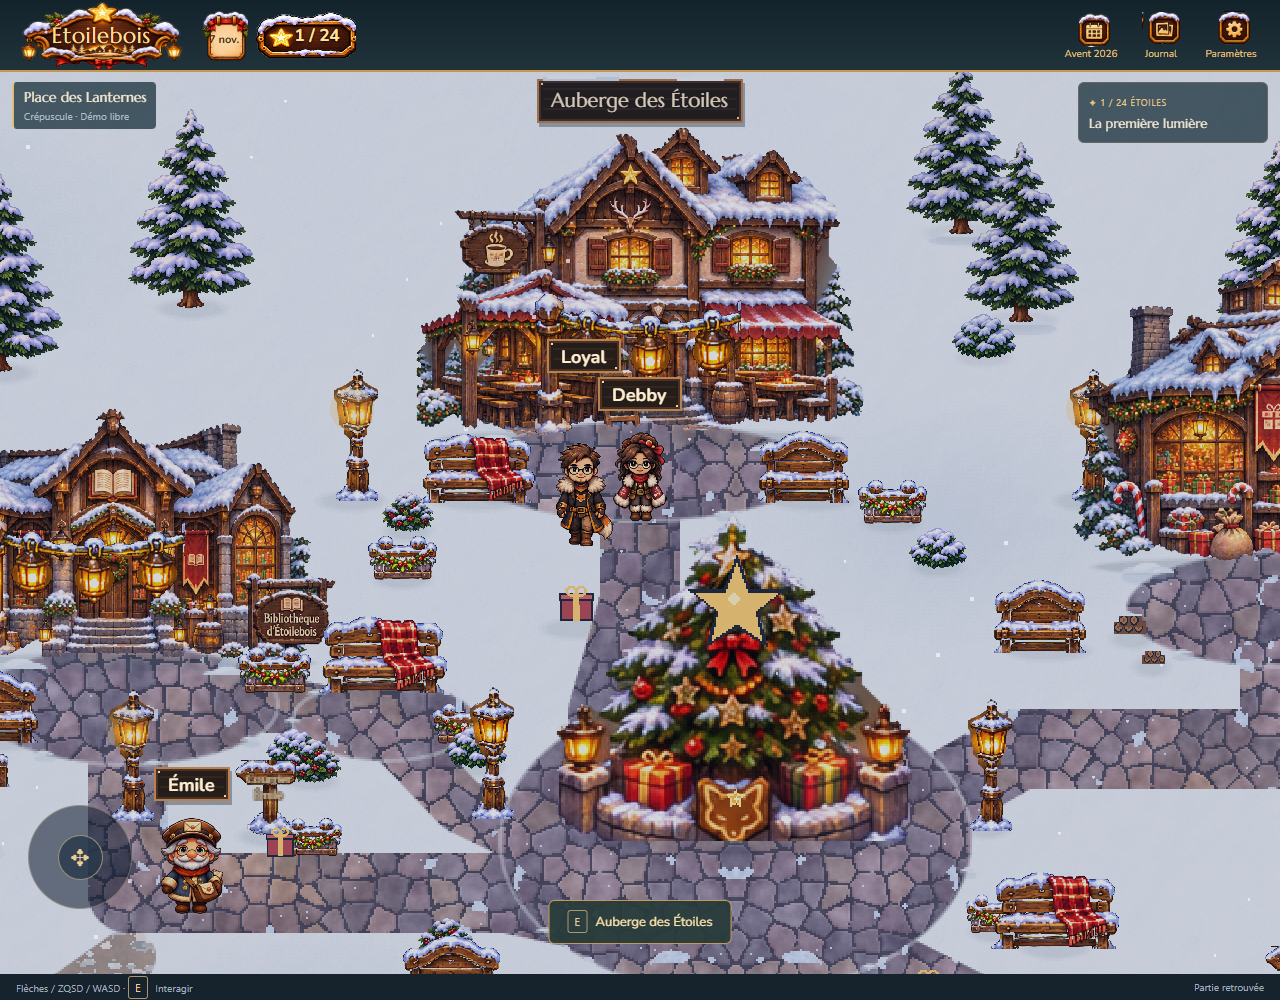 Étoilebois
7 nov.
1 / 24
Avent 2026
Journal
Paramètres
Place des Lanternes
Crépuscule · Démo libre
Auberge des Étoiles
✦ 1 / 24 ÉTOILES
La première lumière
Loyal
Debby
Bibliothèque
d'Étoilebois
Émile
E Auberge des Étoiles
Flèches / ZQSD / WASD · E Interagir
Partie retrouvée